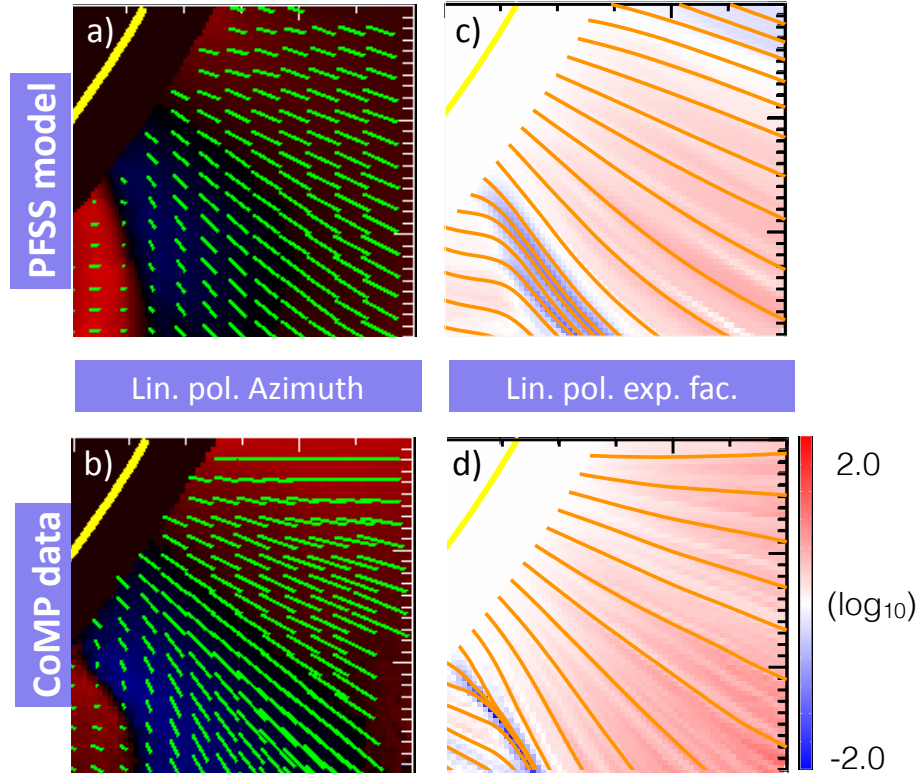 a)
c)
PFSS model
Lin. pol. Azimuth
Lin. pol. exp. fac.
b)
d)
CoMP data
2.0
(log₁₀)
-2.0